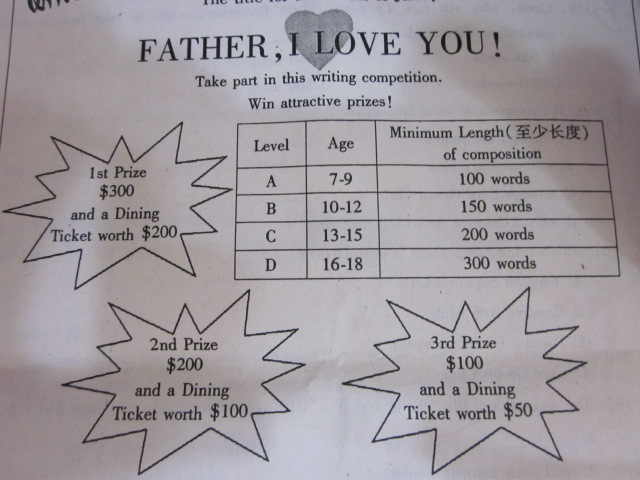 FATHER, I LOVE YOU!
Take part in this writing competition.
Win attractive prizes!
1st Prize
$300
and a Dining
Ticket worth $200
Level
Age
Minimum Length(至少长度)
of composition
A
7-9
100 words
B
10-12
150 words
C
13-15
200 words
D
16-18
300 words
2nd Prize
$200
and a Dining
Ticket worth $100
3rd Prize
$100
and a Dining
Ticket worth $50